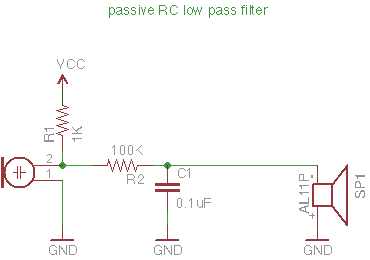 passive RC low pass filter
VCC
R1
1K
2
1
100K
R2
C1
0.1uF
AL11P
-
+
SP1
GND
GND
GND